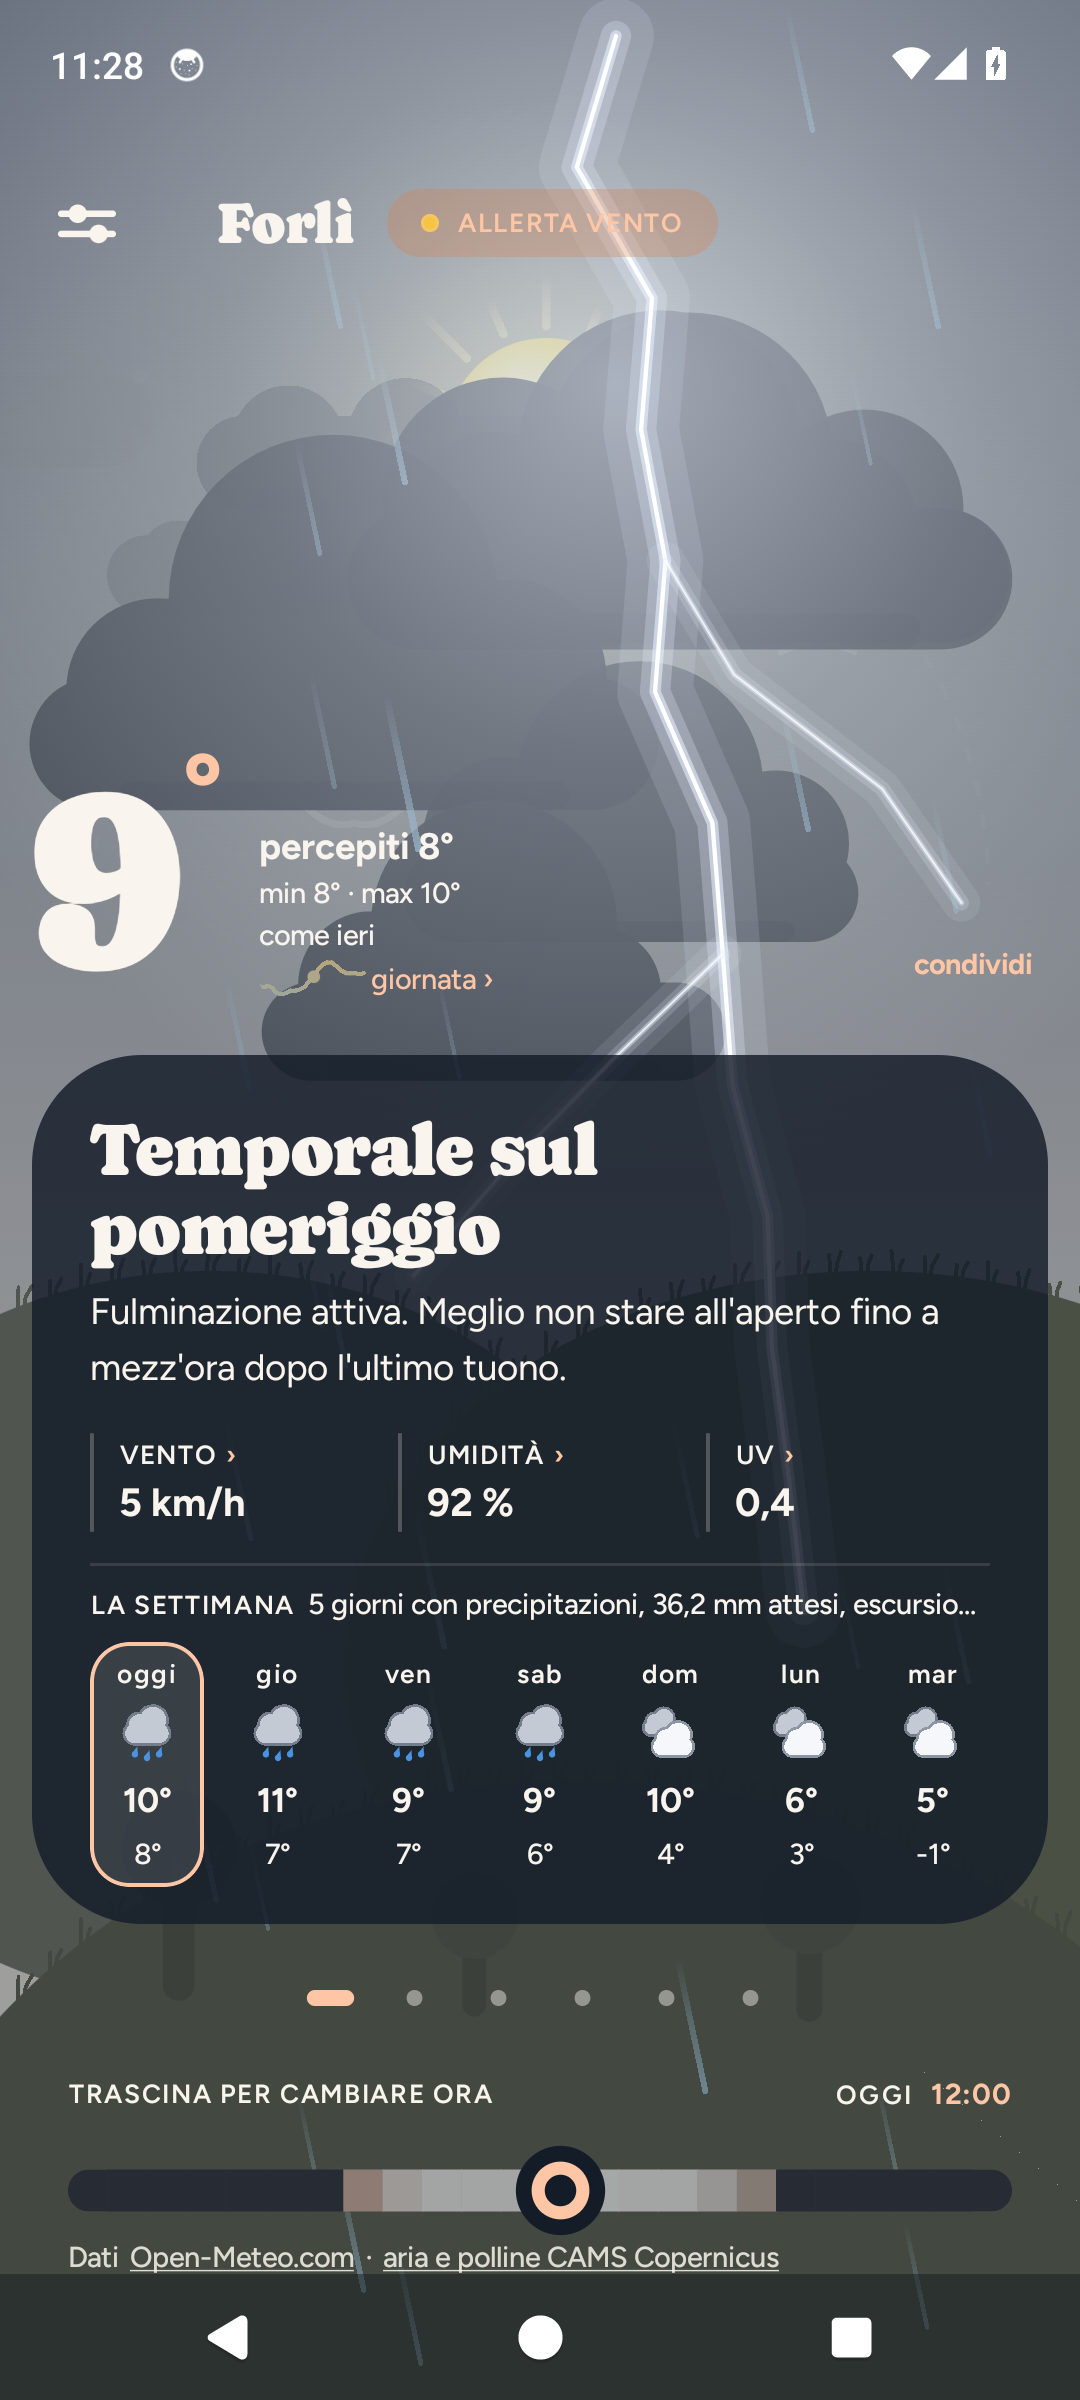 11:28
Forlì
ALLERTA VENTO
9°
percepiti 8°
min 8° · max 10°
come ieri
giornata ›
condividi
Temporale sul
pomeriggio
Fulminazione attiva. Meglio non stare all'aperto fino a
mezz'ora dopo l'ultimo tuono.
VENTO › UMIDITÀ › UV ›
5 km/h 92 % 0,4
LA SETTIMANA 5 giorni con precipitazioni, 36,2 mm attesi, escursio...
oggi gio ven sab dom lun mar
10° 11° 9° 9° 10° 6° 5°
8° 7° 7° 6° 4° 3° -1°
TRASCINA PER CAMBIARE ORA OGGI 12:00
Dati Open-Meteo.com · aria e polline CAMS Copernicus